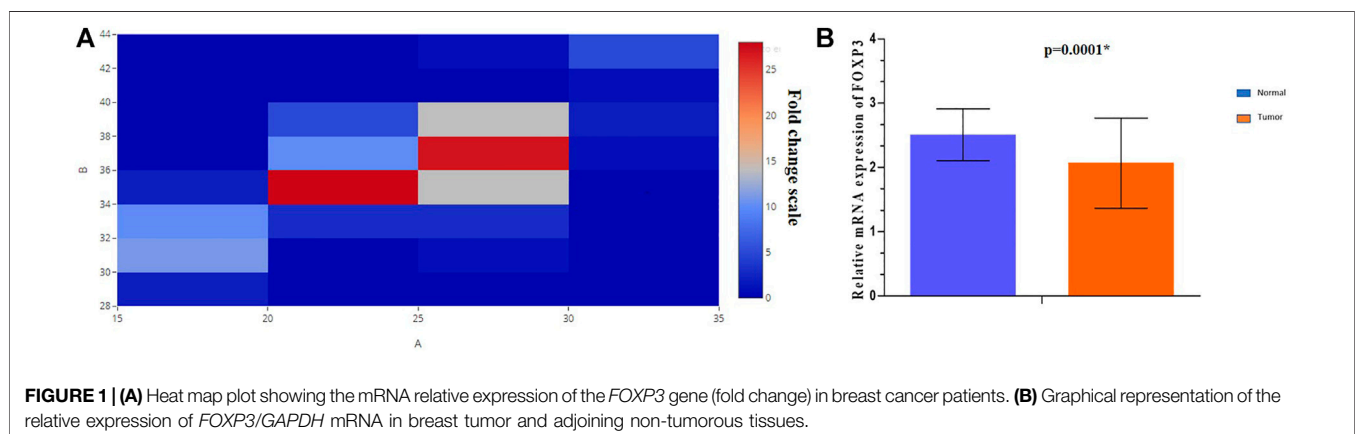 A
44
42
40
38
36
34
32
30
28
B
15
20
25
30
35
A
25
20
15
10
5
0
Fold change scale
B
4
3
2
1
0
Relative mRNA expression of FOXP3
p=0.0001*
Normal
Tumor
FIGURE 1 | (A) Heat map plot showing the mRNA relative expression of the FOXP3 gene (fold change) in breast cancer patients. (B) Graphical representation of the
relative expression of FOXP3/GAPDH mRNA in breast tumor and adjoining non-tumorous tissues.